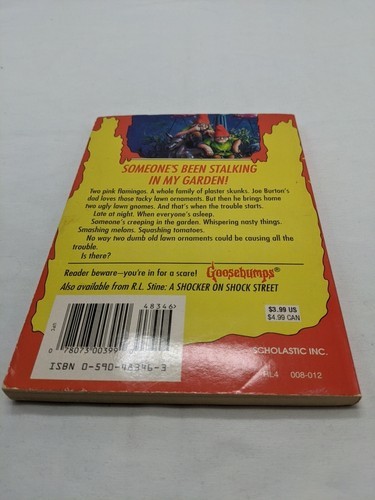 SOMEONE'S BEEN STALKING
IN MY GARDEN!
Two pink flamingos. A whole family of plaster skunks. Joe Burton's
dad loves those tacky lawn ornaments. But then he brings home
two ugly lawn gnomes. And that's when the trouble starts.
Late at night. When everyone's asleep.
Someone's creeping in the garden. Whispering nasty things.
Smashing melons. Squashing tomatoes.
No way two dumb old lawn ornaments could be causing all the
trouble.
Is there?
Reader beware—you're in for a scare! Goosebumps®
Also available from R.L. Stine: A SHOCKER ON SHOCK STREET
48346>
$3.99 US
$4.99 CAN
0 78073 00399
ISBN 0-590-48346-3
SCHOLASTIC INC.
RL4 008-012